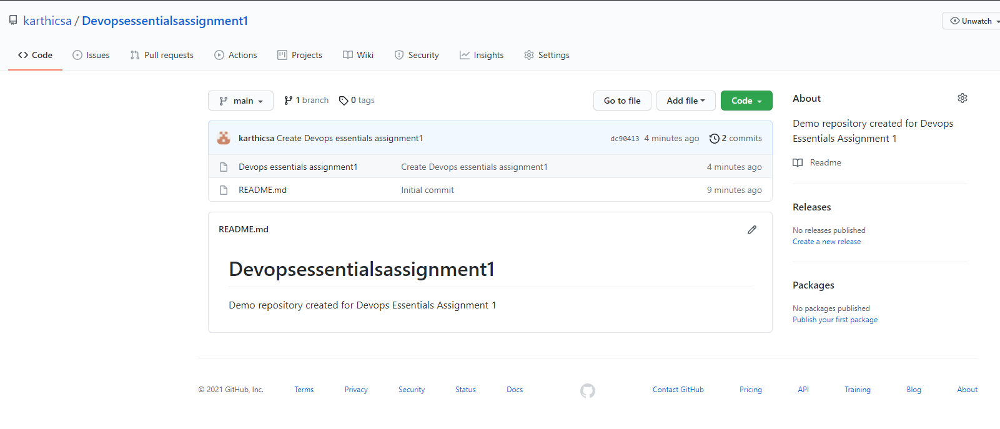 karthicsa / Devopsessentialsassignment1
Unwatch
Code Issues Pull requests Actions Projects Wiki Security Insights Settings
main 1 branch 0 tags Go to file Add file Code
karthicsa Create Devops essentials assignment1 dc90413 4 minutes ago 2 commits
Devops essentials assignment1 Create Devops essentials assignment1 4 minutes ago
README.md Initial commit 9 minutes ago
README.md
Devopsessentialsassignment1
Demo repository created for Devops Essentials Assignment 1
About
Demo repository created for Devops
Essentials Assignment 1
Readme
Releases
No releases published
Create a new release
Packages
No packages published
Publish your first package
© 2021 GitHub, Inc. Terms Privacy Security Status Docs Contact GitHub Pricing API Training Blog About